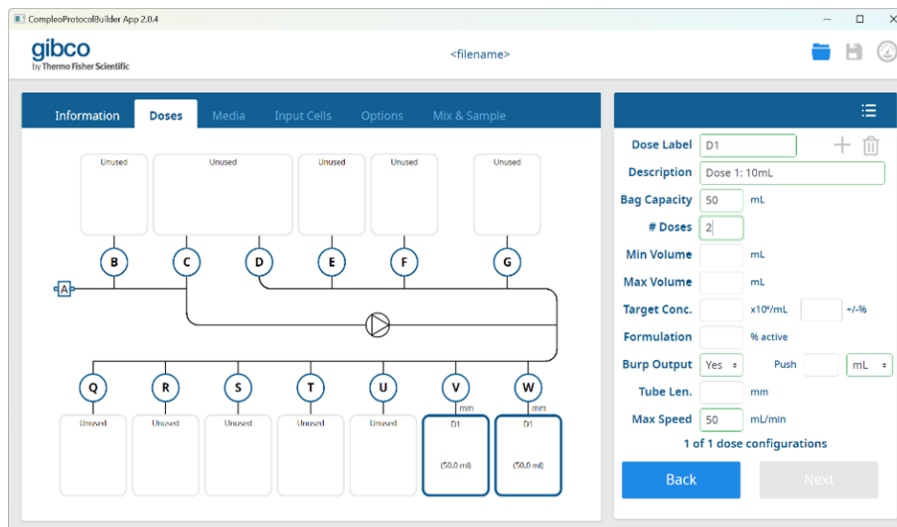 CompleoProtocolBuilder App 2.0.4
gibco
by Thermo Fisher Scientific
<filename>
Information Doses Media Input Cells Options Mix & Sample
Unused Unused Unused Unused Unused
B C D E F G
A
Q R S T U V W
mm mm
Unused Unused Unused Unused Unused D1 D1
(50.0 ml) (50.0 ml)
Dose Label D1
Description Dose 1: 10mL
Bag Capacity 50 mL
# Doses 2
Min Volume mL
Max Volume mL
Target Conc. x10⁶/mL +/-%
Formulation % active
Burp Output Yes Push mL
Tube Len. mm
Max Speed 50 mL/min
1 of 1 dose configurations
Back Next